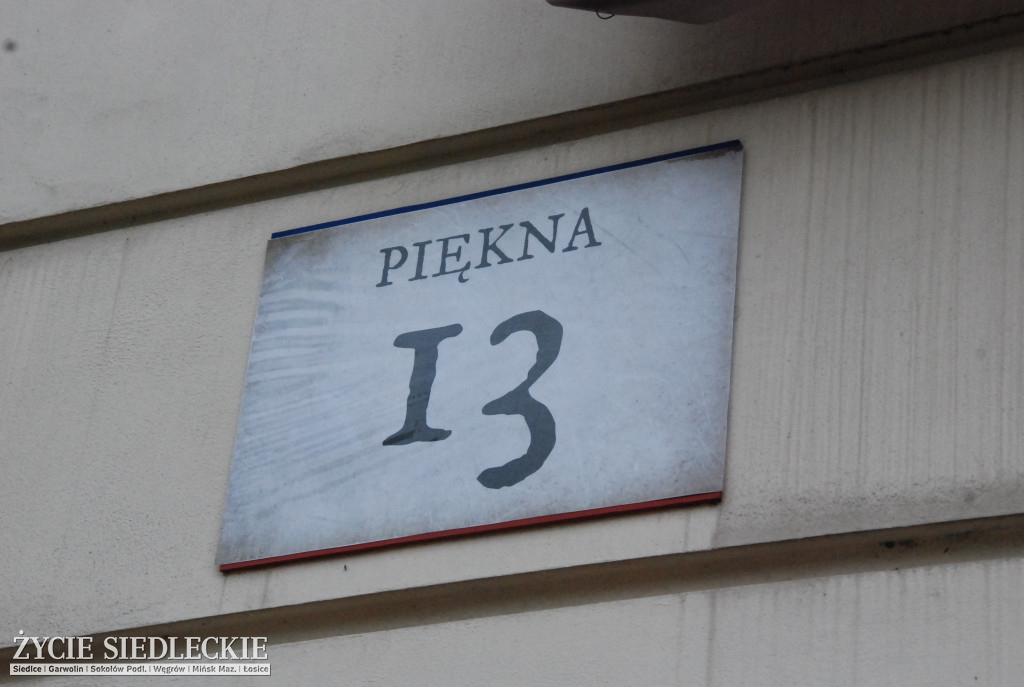 PIĘKNA
13
ŻYCIE SIEDLECKIE
Siedlce | Garwolin | Sokołów Podl. | Węgrów | Mińsk Maz. | Łosice